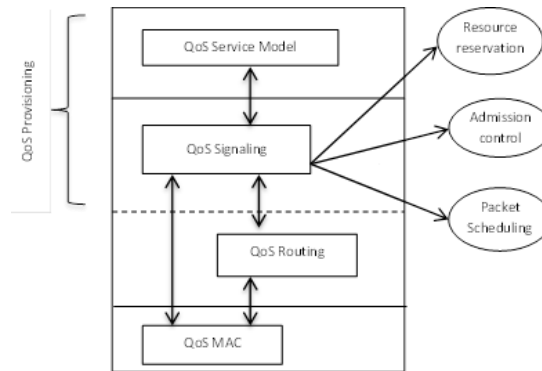 Resource
reservation
QoS Service Model
QoS Provisioning
Admission
control
QoS Signaling
Packet
Scheduling
QoS Routing
QoS MAC